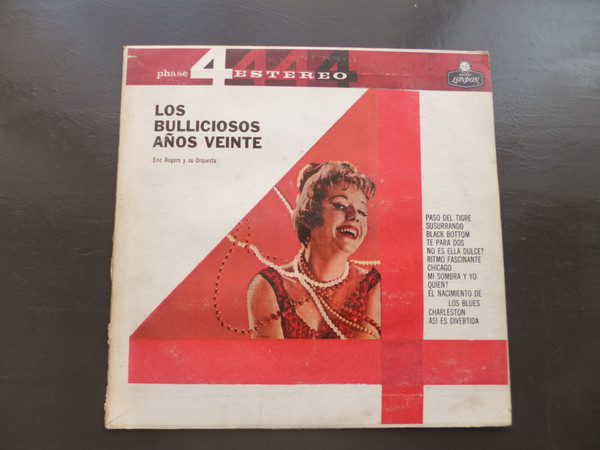 phase 4 ESTEREO
LONDON
LOS
BULLICIOSOS
AÑOS VEINTE
Eric Rogers y su Orquesta
PASO DEL TIGRE
SUSURRANDO
BLACK BOTTOM
TE PARA DOS
NO ES ELLA DULCE?
RITMO FASCINANTE
CHICAGO
MI SOMBRA Y YO
QUIEN?
EL NACIMIENTO DE
LOS BLUES
CHARLESTON
ASI ES DIVERTIDA